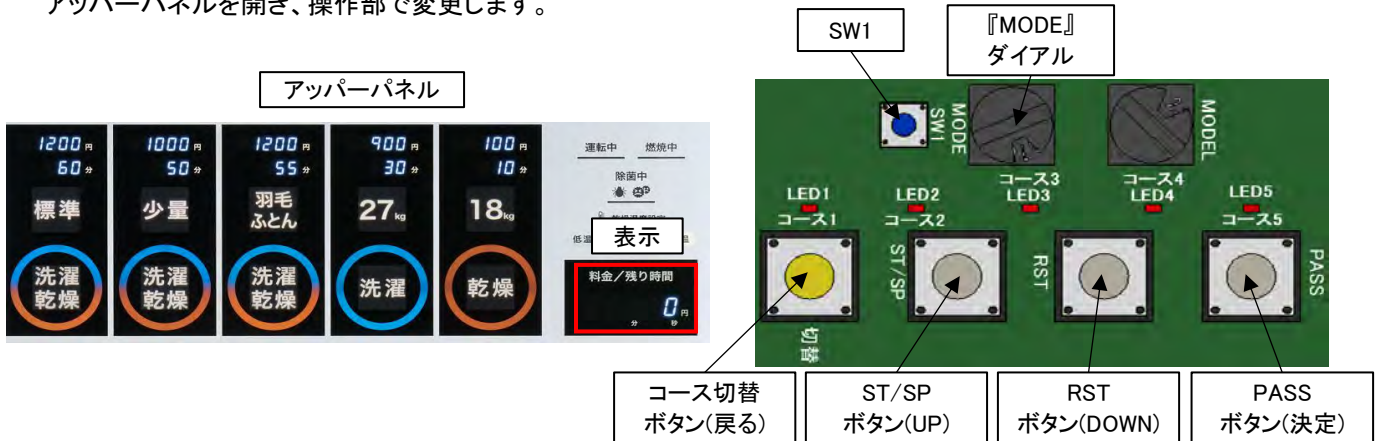 アッパーパネルを開き、操作部で変更します。
SW1
『MODE』
ダイアル
アッパーパネル
1200円
60分
標準
洗濯
乾燥
1000円
50分
少量
洗濯
乾燥
1200円
55分
羽毛
ふとん
洗濯
乾燥
900円
30分
27kg
洗濯
100円
10分
18kg
乾燥
運転中 燃焼中
除菌中
表示
料金/残り時間
0円
分 秒
SW1
MODE
MODEL
コース3
コース4
LED1
LED2
LED3
LED4
LED5
コース1
コース2
コース5
ST/SP
RST
PASS
切替
コース切替
ボタン(戻る)
ST/SP
ボタン(UP)
RST
ボタン(DOWN)
PASS
ボタン(決定)